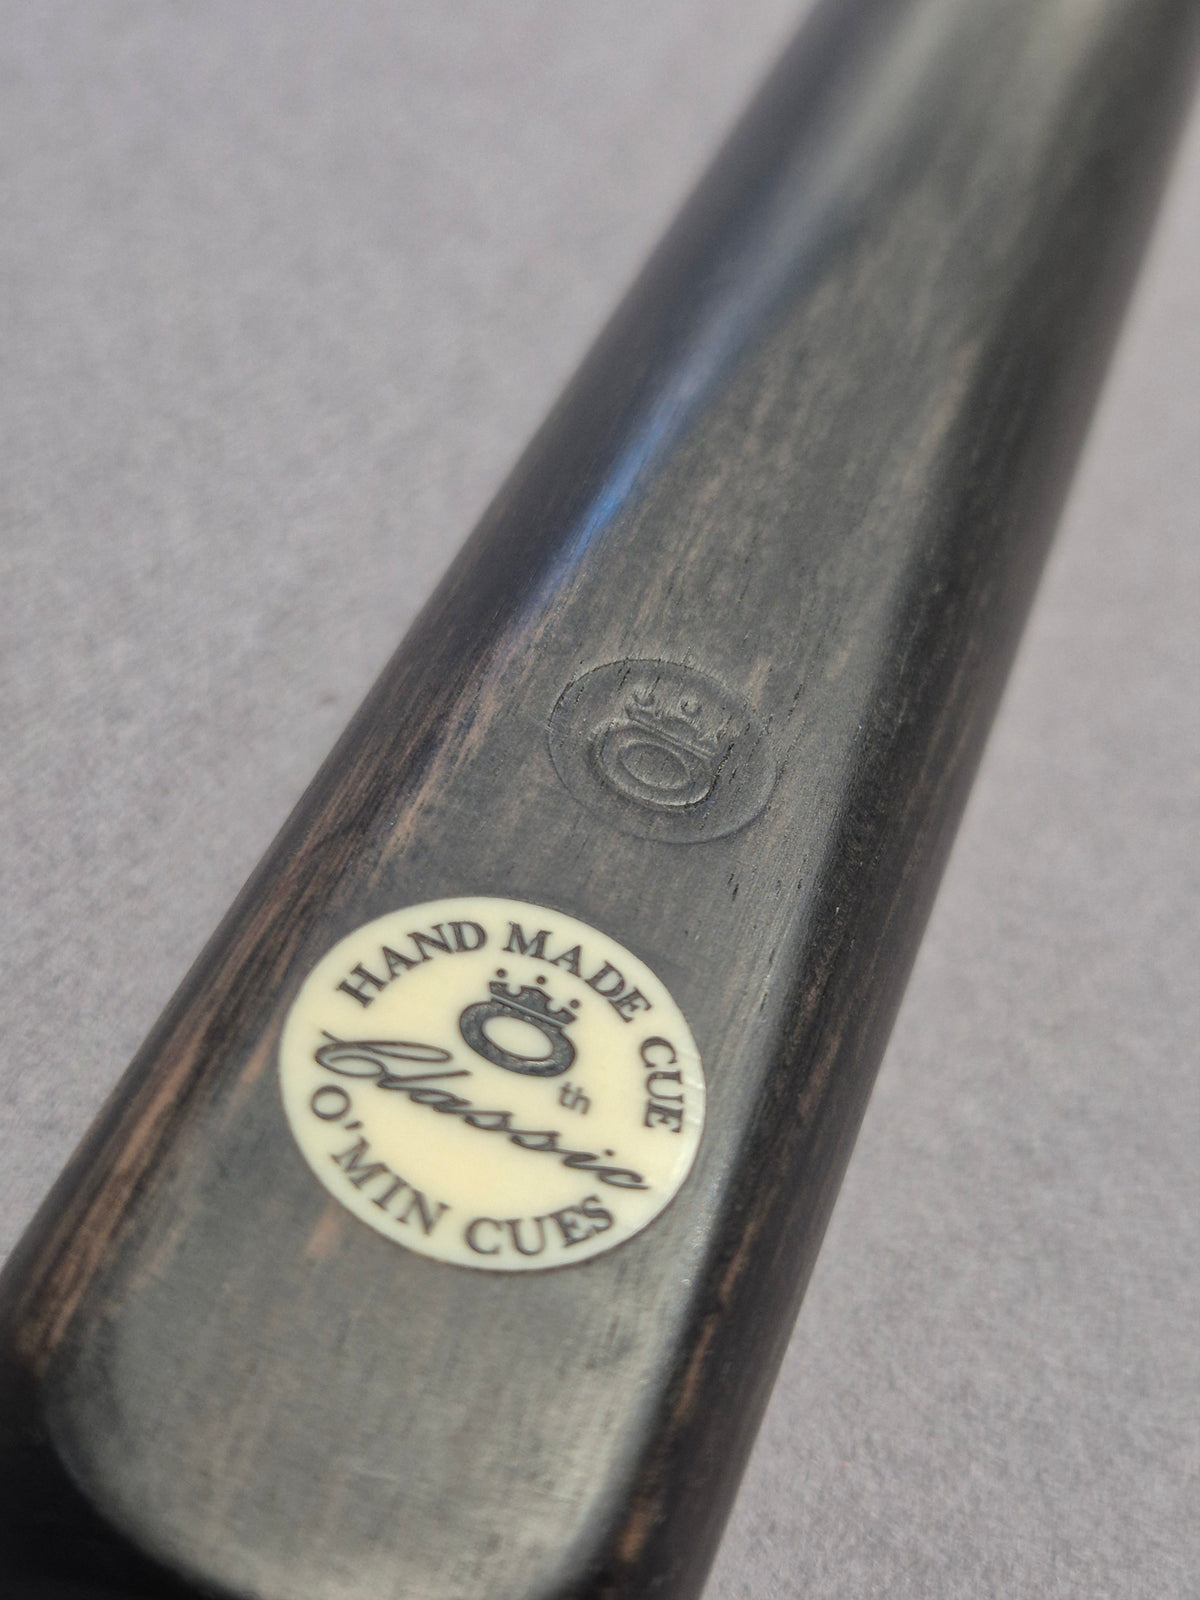 HAND MADE CUE
O
th
Classic
O'MIN CUES
O